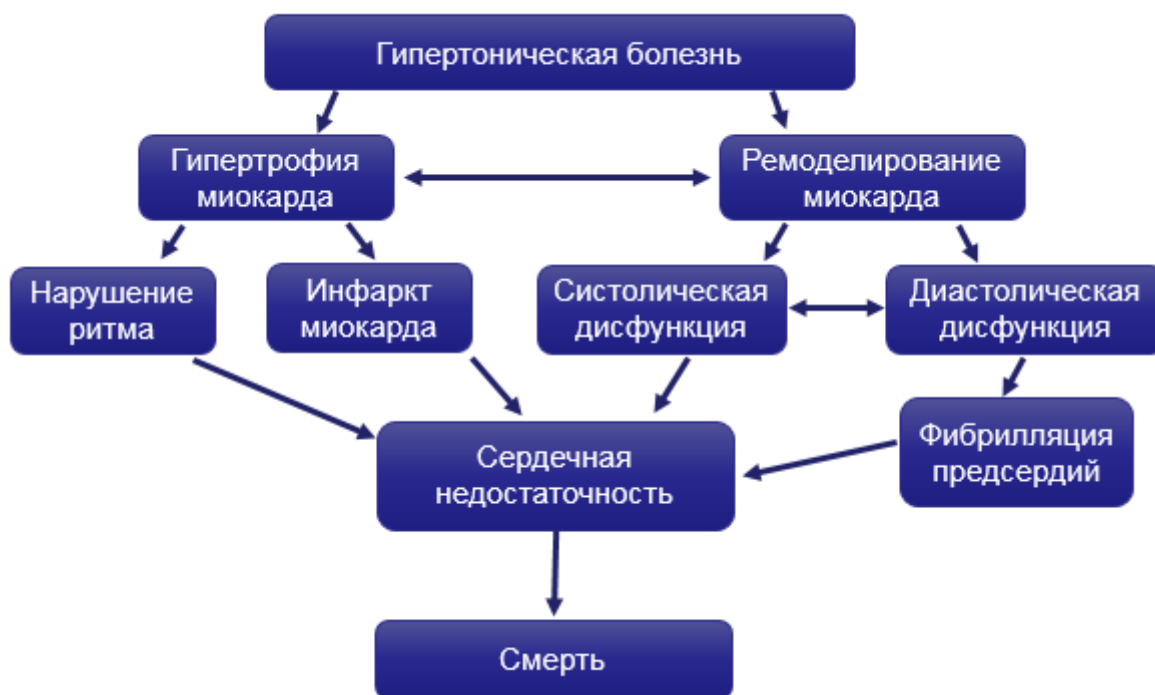 Гипертоническая болезнь
Гипертрофия
миокарда
Ремоделирование
миокарда
Нарушение
ритма
Инфаркт
миокарда
Систолическая
дисфункция
Диастолическая
дисфункция
Фибрилляция
предсердий
Сердечная
недостаточность
Смерть